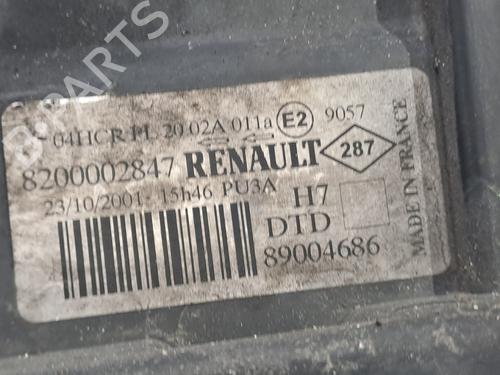 04HCR PL 20 02A 011a E2 9057
8200002847 RENAULT 287
23/10/2001 15h46 PU3A H7
DTD
89004686
MADE IN FRANCE
PARTS